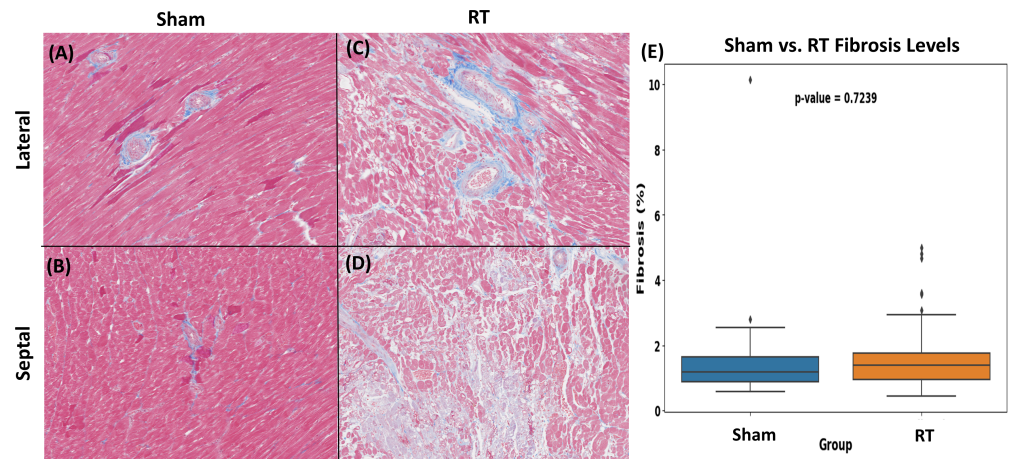 Sham
RT
Lateral
Septal
(A)
(C)
(B)
(D)
(E)
Sham vs. RT Fibrosis Levels
p-value = 0.7239
Fibrosis (%)
10
8
6
4
2
0
Sham
RT
Group